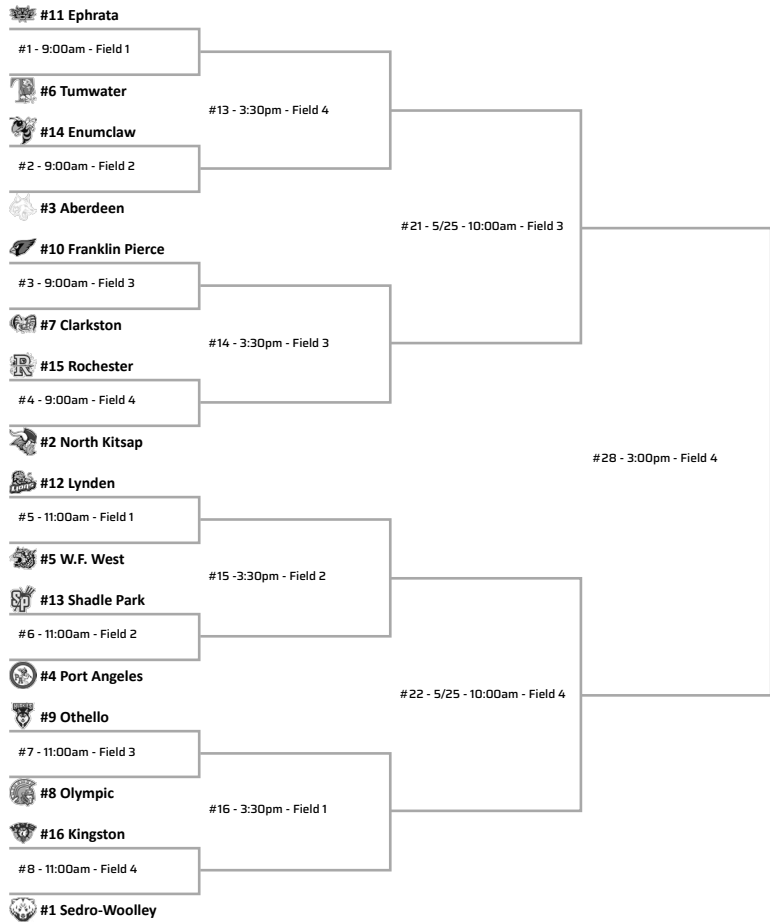 #11 Ephrata
#1 - 9:00am - Field 1
#6 Tumwater
#13 - 3:30pm - Field 4
#14 Enumclaw
#2 - 9:00am - Field 2
#3 Aberdeen
#21 - 5/25 - 10:00am - Field 3
#10 Franklin Pierce
#3 - 9:00am - Field 3
#7 Clarkston
#14 - 3:30pm - Field 3
#15 Rochester
#4 - 9:00am - Field 4
#2 North Kitsap
#28 - 3:00pm - Field 4
#12 Lynden
#5 - 11:00am - Field 1
#5 W.F. West
#15 -3:30pm - Field 2
#13 Shadle Park
#6 - 11:00am - Field 2
#4 Port Angeles
#22 - 5/25 - 10:00am - Field 4
#9 Othello
#7 - 11:00am - Field 3
#8 Olympic
#16 - 3:30pm - Field 1
#16 Kingston
#8 - 11:00am - Field 4
#1 Sedro-Woolley